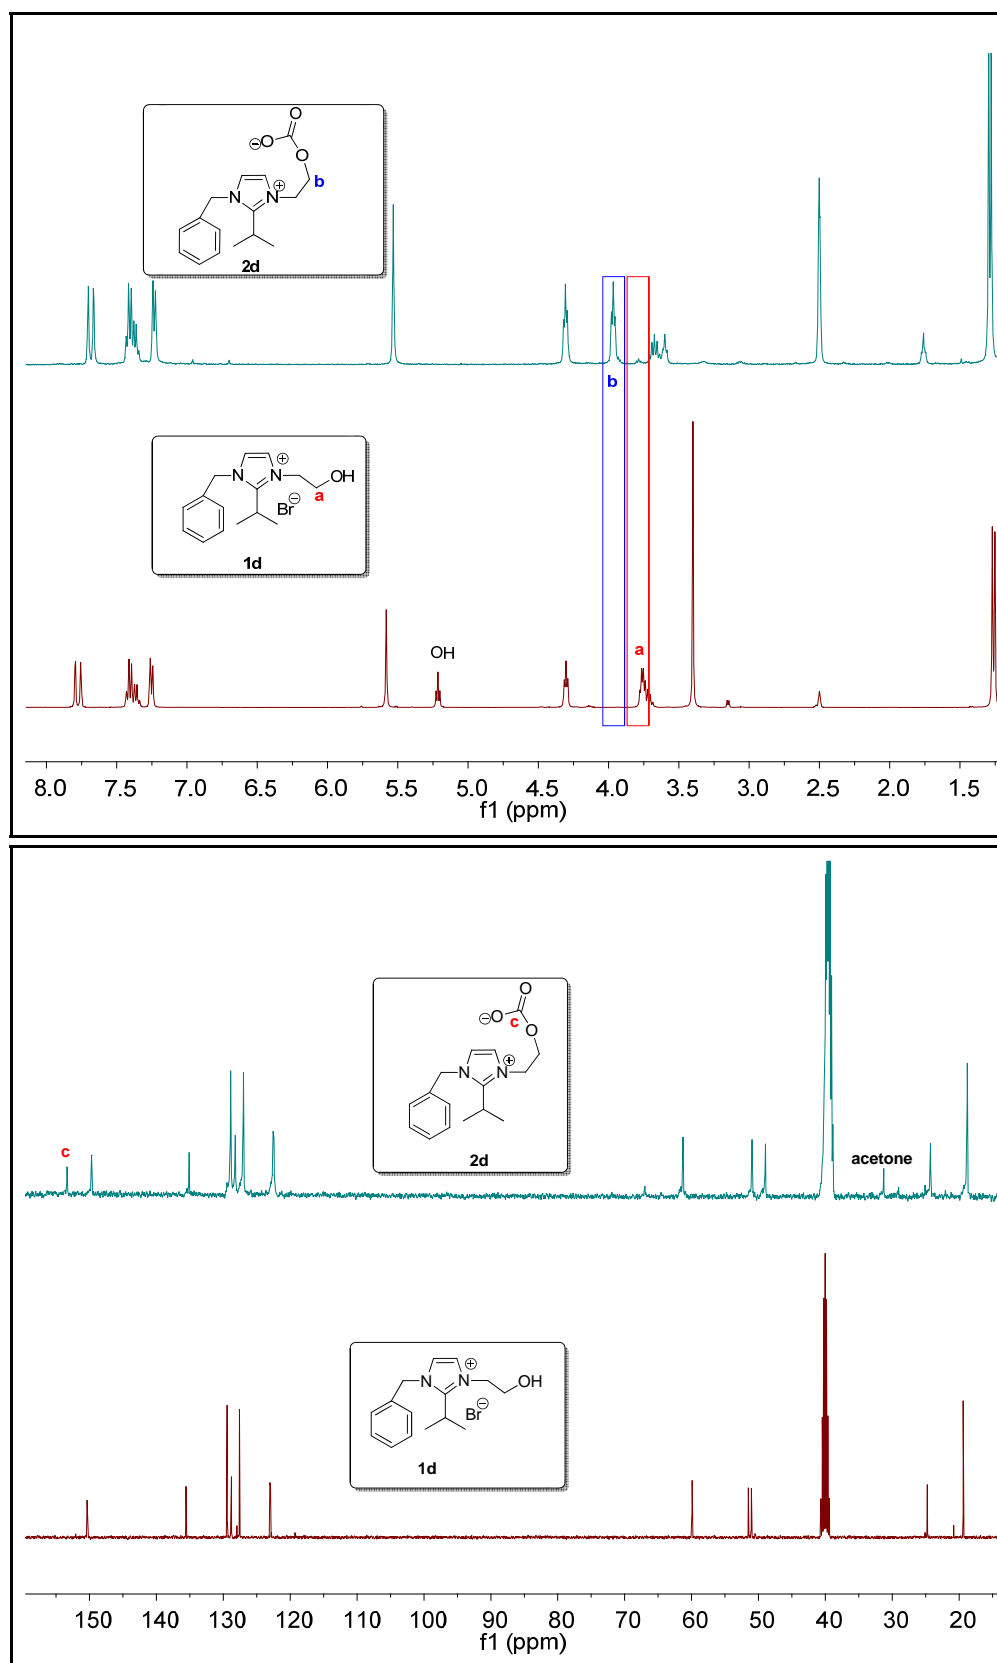 O
⊖O
O
b
N
N
⊕
2d
b
⊕
N
N
OH
a
Br⊖
1d
OH
a
8.0 7.5 7.0 6.5 6.0 5.5 5.0 4.5 4.0 3.5 3.0 2.5 2.0 1.5
f1 (ppm)
O
⊖O
c
O
⊕
N
N
2d
c
acetone
⊕
N
N
OH
Br⊖
1d
150 140 130 120 110 100 90 80 70 60 50 40 30 20
f1 (ppm)